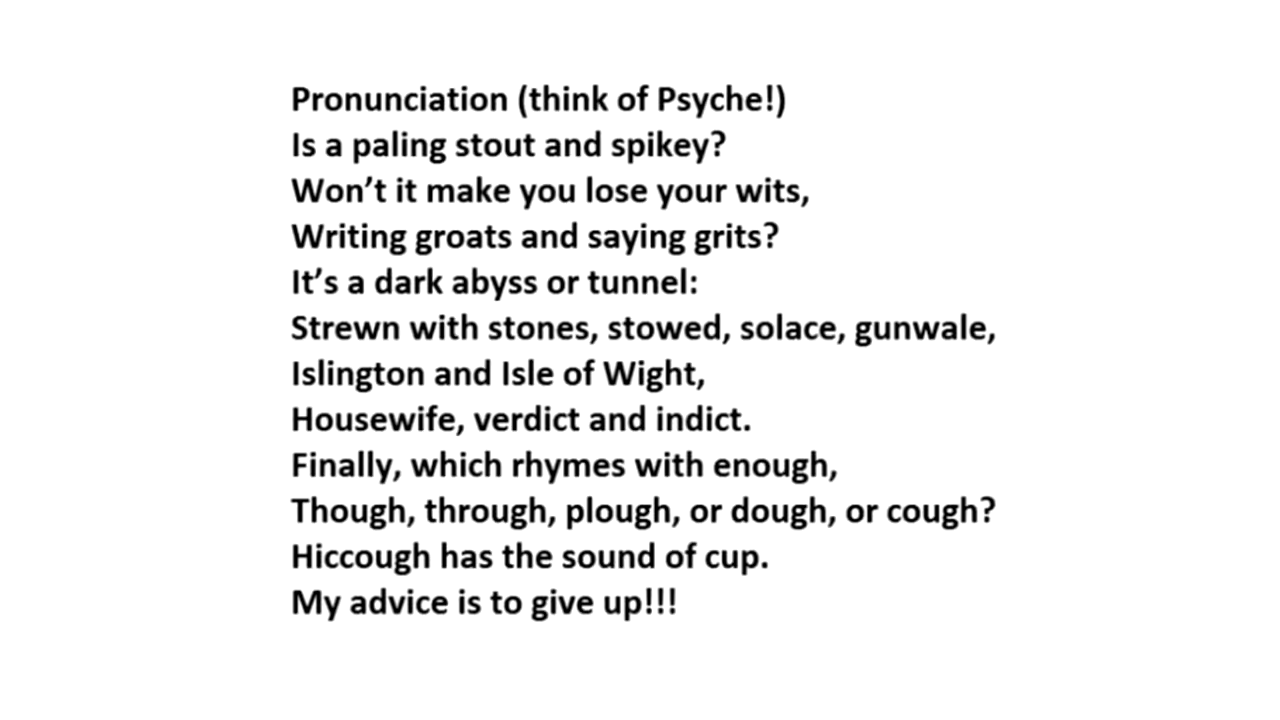 Pronunciation (think of Psyche!)
Is a paling stout and spikey?
Won’t it make you lose your wits,
Writing groats and saying grits?
It’s a dark abyss or tunnel:
Strewn with stones, stowed, solace, gunwale,
Islington and Isle of Wight,
Housewife, verdict and indict.
Finally, which rhymes with enough,
Though, through, plough, or dough, or cough?
Hiccough has the sound of cup.
My advice is to give up!!!